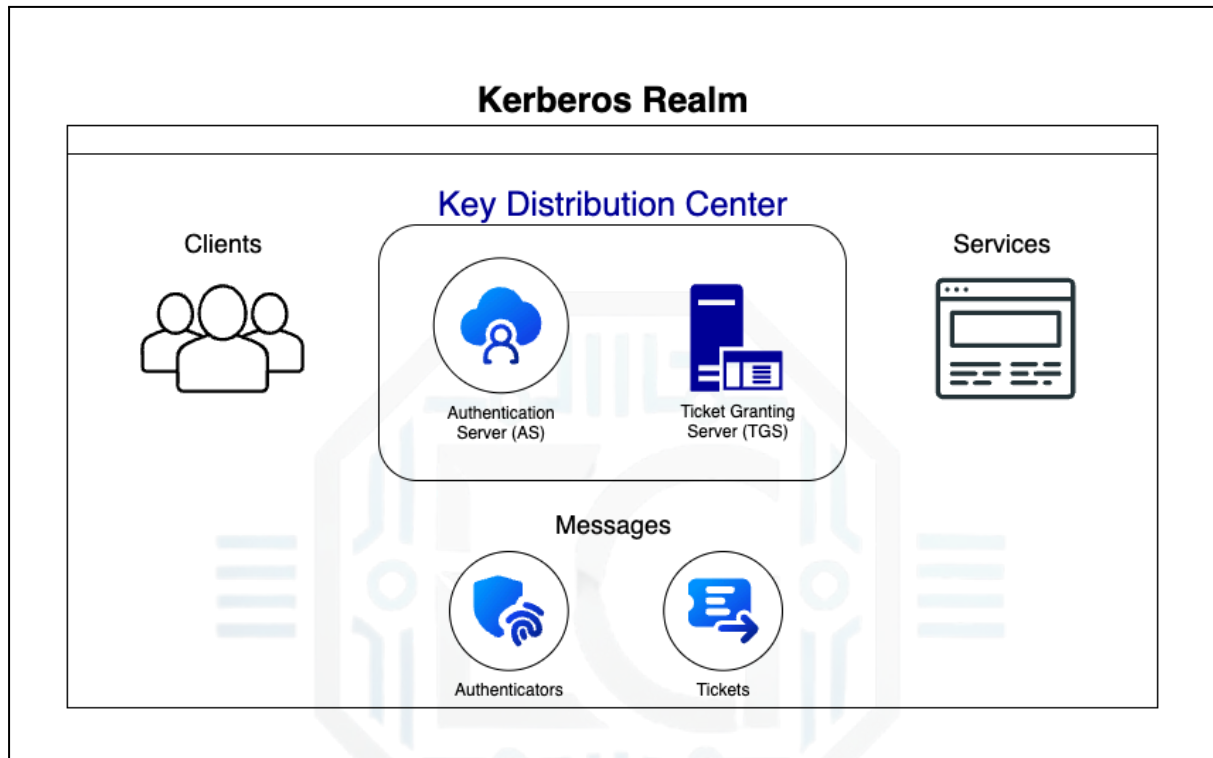 Kerberos Realm
Key Distribution Center
Clients
Services
Authentication
Server (AS)
Ticket Granting
Server (TGS)
Messages
Authenticators
Tickets